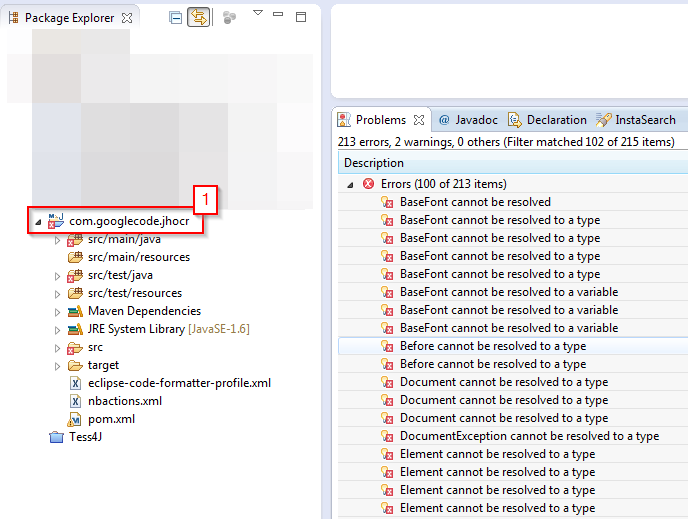 Package Explorer
1
com.googlecode.jhocr
src/main/java
src/main/resources
src/test/java
src/test/resources
Maven Dependencies
JRE System Library [JavaSE-1.6]
src
target
eclipse-code-formatter-profile.xml
nbactions.xml
pom.xml
Tess4J
Problems @ Javadoc Declaration InstaSearch
213 errors, 2 warnings, 0 others (Filter matched 102 of 215 items)
Description
Errors (100 of 213 items)
BaseFont cannot be resolved
BaseFont cannot be resolved to a type
BaseFont cannot be resolved to a type
BaseFont cannot be resolved to a type
BaseFont cannot be resolved to a type
BaseFont cannot be resolved to a variable
BaseFont cannot be resolved to a variable
BaseFont cannot be resolved to a variable
Before cannot be resolved to a type
Before cannot be resolved to a type
Document cannot be resolved to a type
Document cannot be resolved to a type
Document cannot be resolved to a type
DocumentException cannot be resolved to a type
Element cannot be resolved to a type
Element cannot be resolved to a type
Element cannot be resolved to a type
Element cannot be resolved to a type